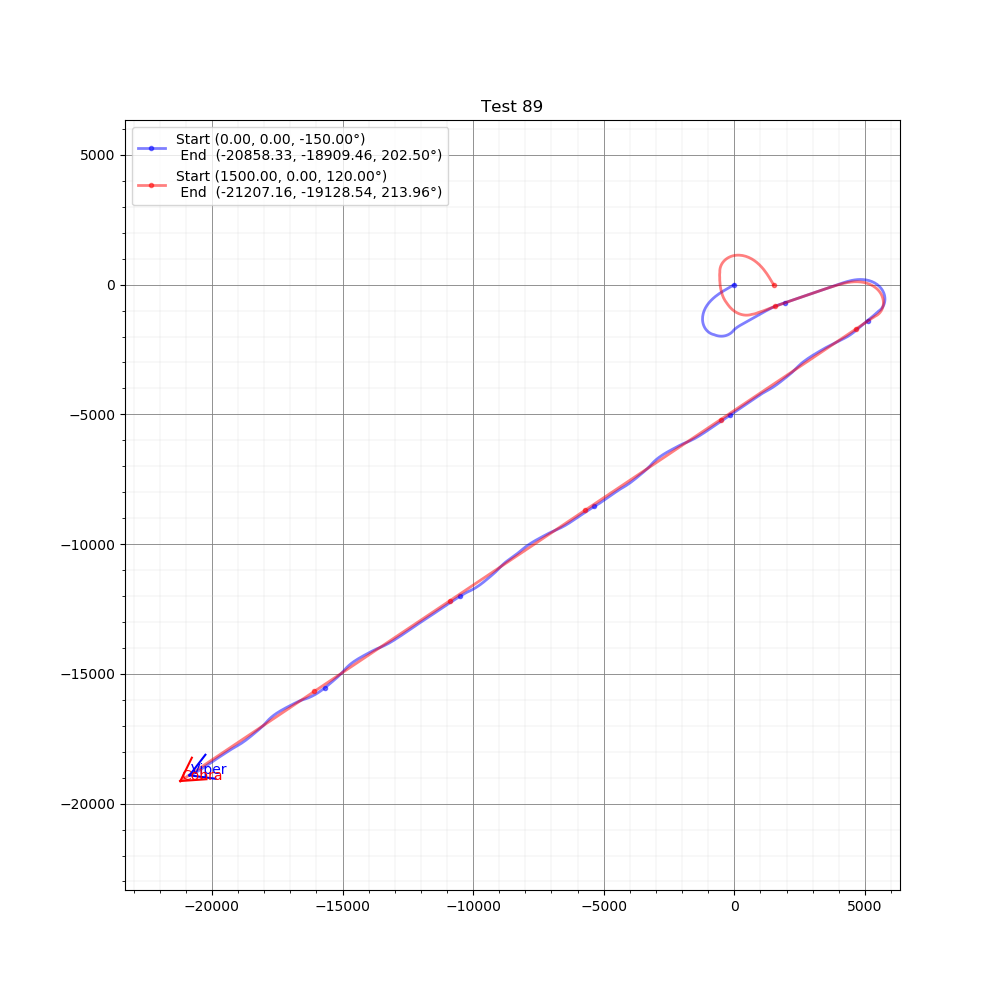 Test 89
Start (0.00, 0.00, -150.00°)
End (-20858.33, -18909.46, 202.50°)
Start (1500.00, 0.00, 120.00°)
End (-21207.16, -19128.54, 213.96°)
5000
0
−5000
−10000
−15000
−20000
Viper
−20000
−15000
−10000
−5000
0
5000